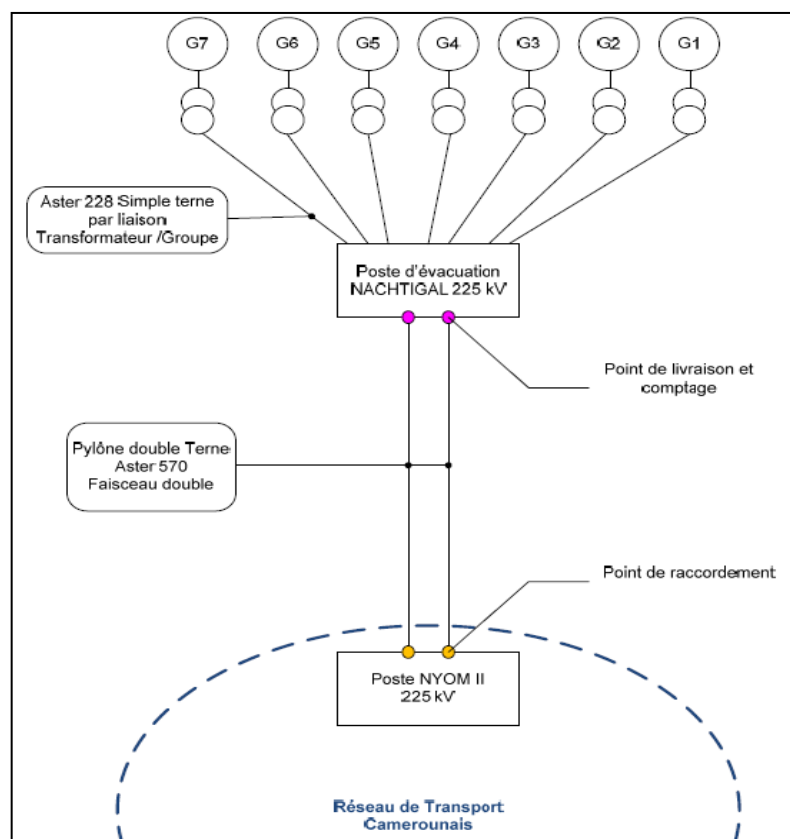 G7 G6 G5 G4 G3 G2 G1
Aster 228 Simple terne
par liaison
Transformateur /Groupe
Poste d'évacuation
NACHTIGAL 225 kV
Point de livraison et
comptage
Pylône double Terne
Aster 570
Faisceau double
Point de raccordement
Poste NYOM II
225 kV
Réseau de Transport
Camerounais